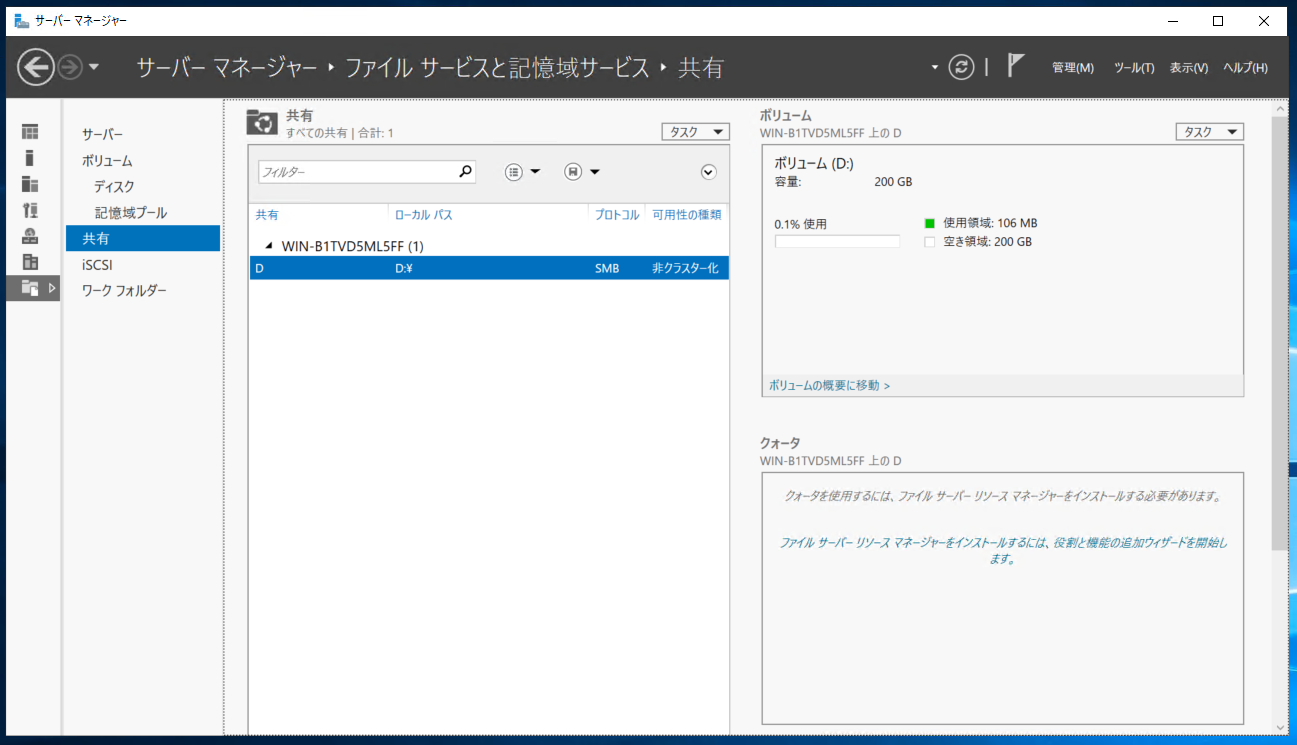 サーバー マネージャー
サーバー マネージャー ・ ファイル サービスと記憶域サービス ・ 共有
管理(M) ツール(T) 表示(V) ヘルプ(H)
サーバー
ボリューム
ディスク
記憶域プール
共有
iSCSI
ワーク フォルダー
共有
すべての共有 | 合計: 1
タスク
フィルター
共有 ローカル パス プロトコル 可用性の種類
WIN-B1TVD5ML5FF (1)
D D:¥ SMB 非クラスター化
ボリューム
WIN-B1TVD5ML5FF 上の D
タスク
ボリューム (D:)
容量: 200 GB
0.1% 使用
使用領域: 106 MB
空き領域: 200 GB
ボリュームの概要に移動 >
クォータ
WIN-B1TVD5ML5FF 上の D
クォータを使用するには、ファイル サーバー リソース マネージャーをインストールする必要があります。
ファイル サーバー リソース マネージャーをインストールするには、役割と機能の追加ウィザードを開始し
ます。